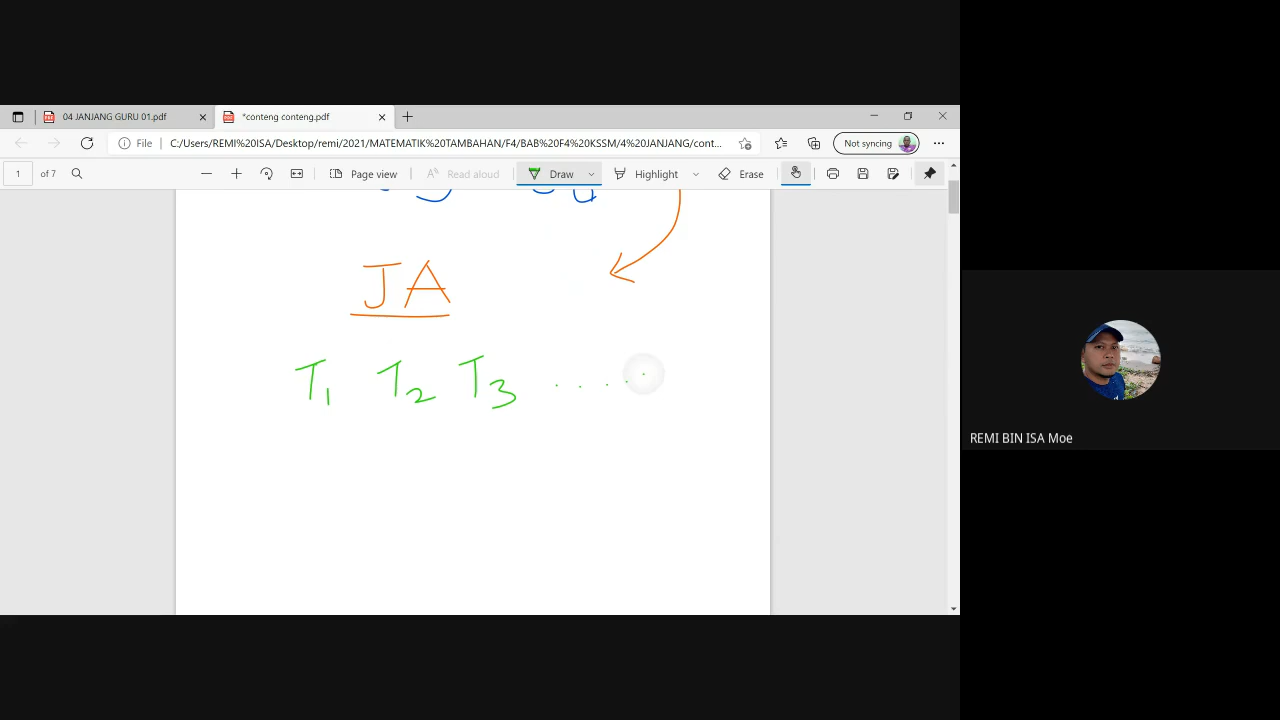 04 JANJANG GURU 01.pdf
*conteng conteng.pdf
File
C:/Users/REMI%20ISA/Desktop/remi/2021/MATEMATIK%20TAMBAHAN/F4/BAB%20F4%20KSSM/4%20JANJANG/cont...
Not syncing
1 of 7
Page view
Read aloud
Draw
Highlight
Erase
JA
T1 T2 T3 .....
REMI BIN ISA Moe